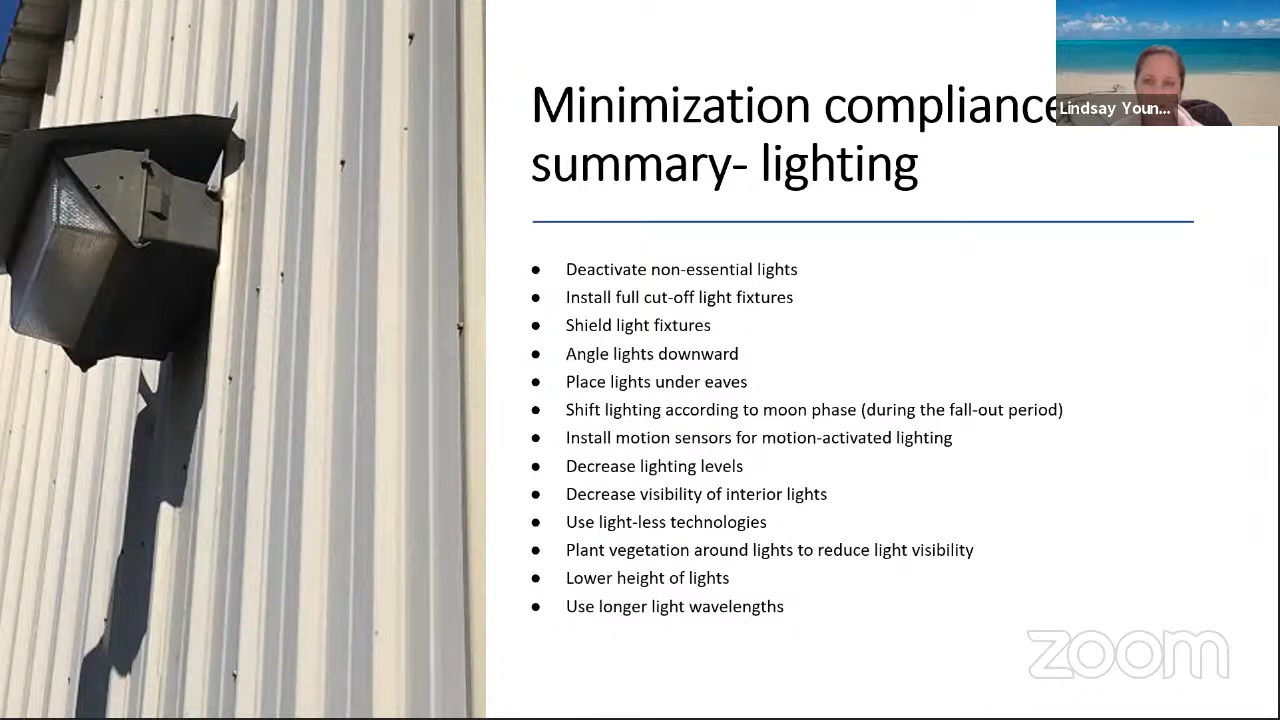 Minimization compliance
Lindsay Youn...
summary- lighting
● Deactivate non-essential lights
● Install full cut-off light fixtures
● Shield light fixtures
● Angle lights downward
● Place lights under eaves
● Shift lighting according to moon phase (during the fall-out period)
● Install motion sensors for motion-activated lighting
● Decrease lighting levels
● Decrease visibility of interior lights
● Use light-less technologies
● Plant vegetation around lights to reduce light visibility
● Lower height of lights
● Use longer light wavelengths
zoom